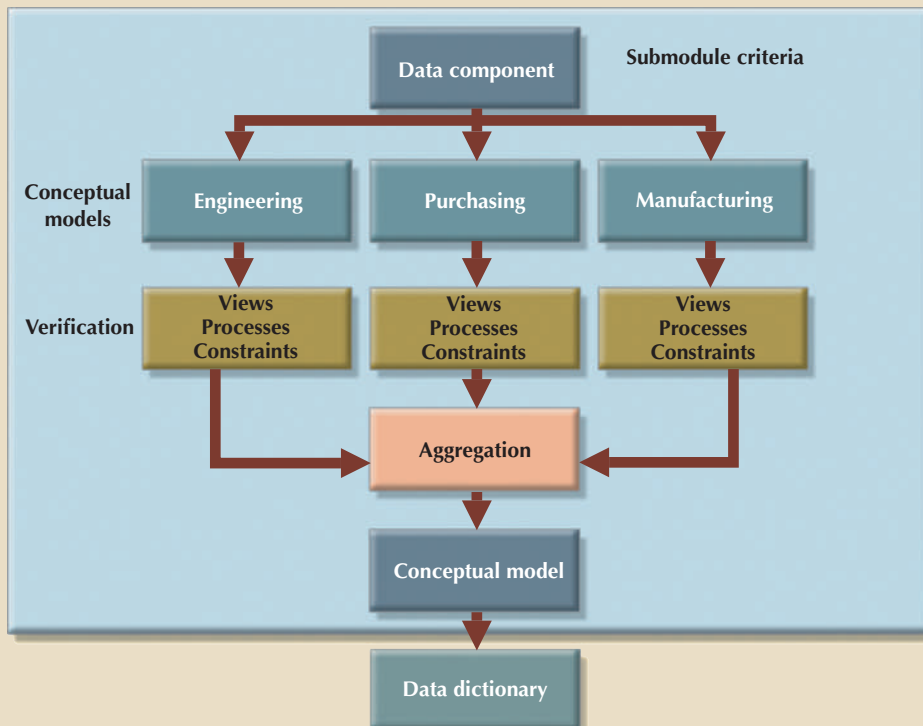 Data component
Submodule criteria
Conceptual
models
Engineering
Purchasing
Manufacturing
Verification
Views
Processes
Constraints
Views
Processes
Constraints
Views
Processes
Constraints
Aggregation
Conceptual model
Data dictionary